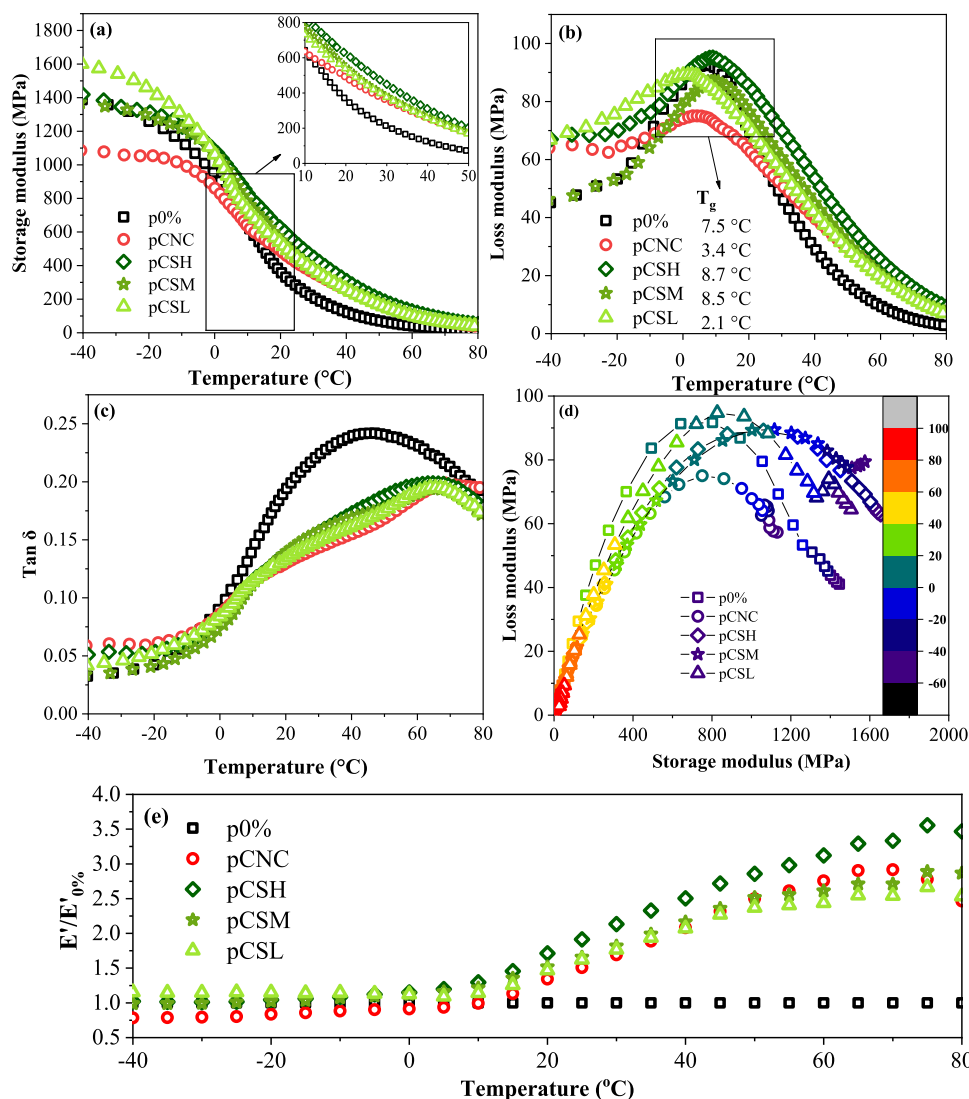 (a)
Storage modulus (MPa)
1800
1600
1400
1200
1000
800
600
400
200
0
-40 -20 0 20 40 60 80
Temperature (°C)
p0%
pCNC
pCSH
pCSM
pCSL
800
600
400
200
0
10 20 30 40 50
(b)
Loss modulus (MPa)
100
80
60
40
20
0
-40 -20 0 20 40 60 80
Temperature (°C)
Tg
p0% 7.5 °C
pCNC 3.4 °C
pCSH 8.7 °C
pCSM 8.5 °C
pCSL 2.1 °C
(c)
Tan δ
0.25
0.20
0.15
0.10
0.05
0.00
-40 -20 0 20 40 60 80
Temperature (°C)
(d)
Loss modulus (MPa)
100
80
60
40
20
0
0 400 800 1200 1600 2000
Storage modulus (MPa)
p0%
pCNC
pCSH
pCSM
pCSL
100
80
60
40
20
0
-20
-40
-60
(e)
E'/E'0%
4.0
3.5
3.0
2.5
2.0
1.5
1.0
0.5
-40 -20 0 20 40 60 80
Temperature (°C)
p0%
pCNC
pCSH
pCSM
pCSL